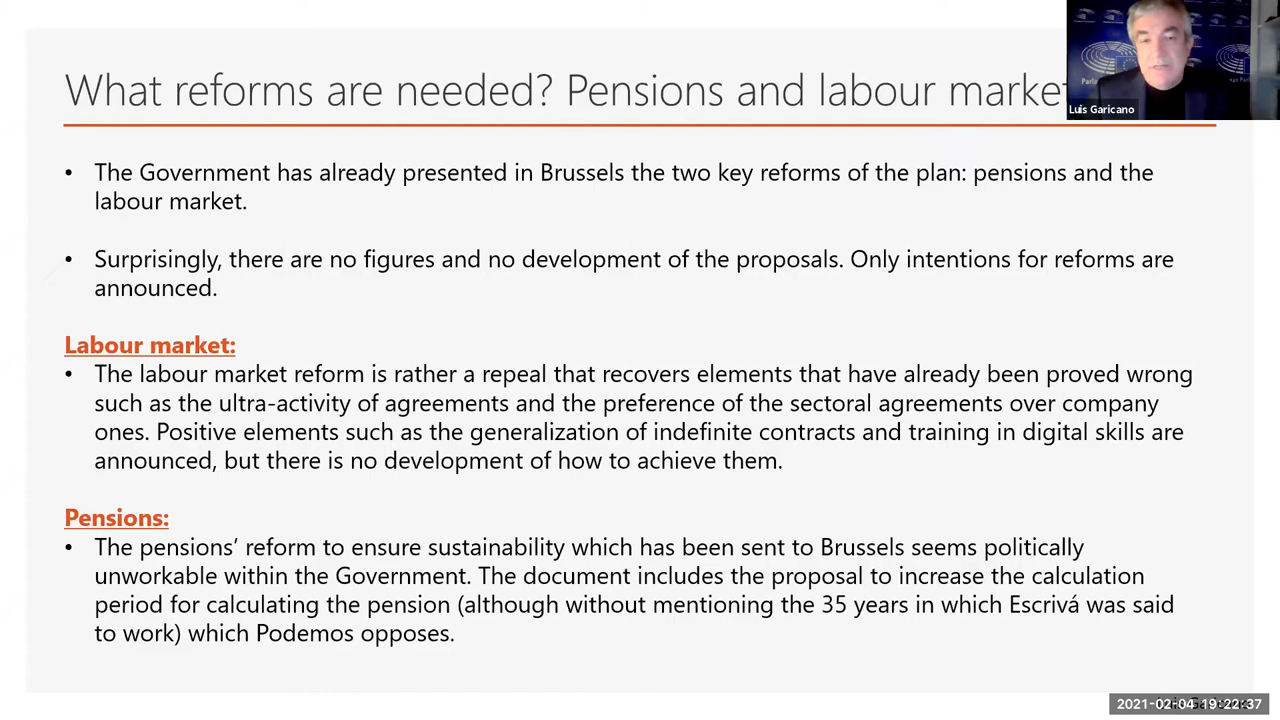 What reforms are needed? Pensions and labour market
Luis Garicano
• The Government has already presented in Brussels the two key reforms of the plan: pensions and the
labour market.
• Surprisingly, there are no figures and no development of the proposals. Only intentions for reforms are
announced.
Labour market:
• The labour market reform is rather a repeal that recovers elements that have already been proved wrong
such as the ultra-activity of agreements and the preference of the sectoral agreements over company
ones. Positive elements such as the generalization of indefinite contracts and training in digital skills are
announced, but there is no development of how to achieve them.
Pensions:
• The pensions’ reform to ensure sustainability which has been sent to Brussels seems politically
unworkable within the Government. The document includes the proposal to increase the calculation
period for calculating the pension (although without mentioning the 35 years in which Escrivá was said
to work) which Podemos opposes.
2021-02-04 19:22:37